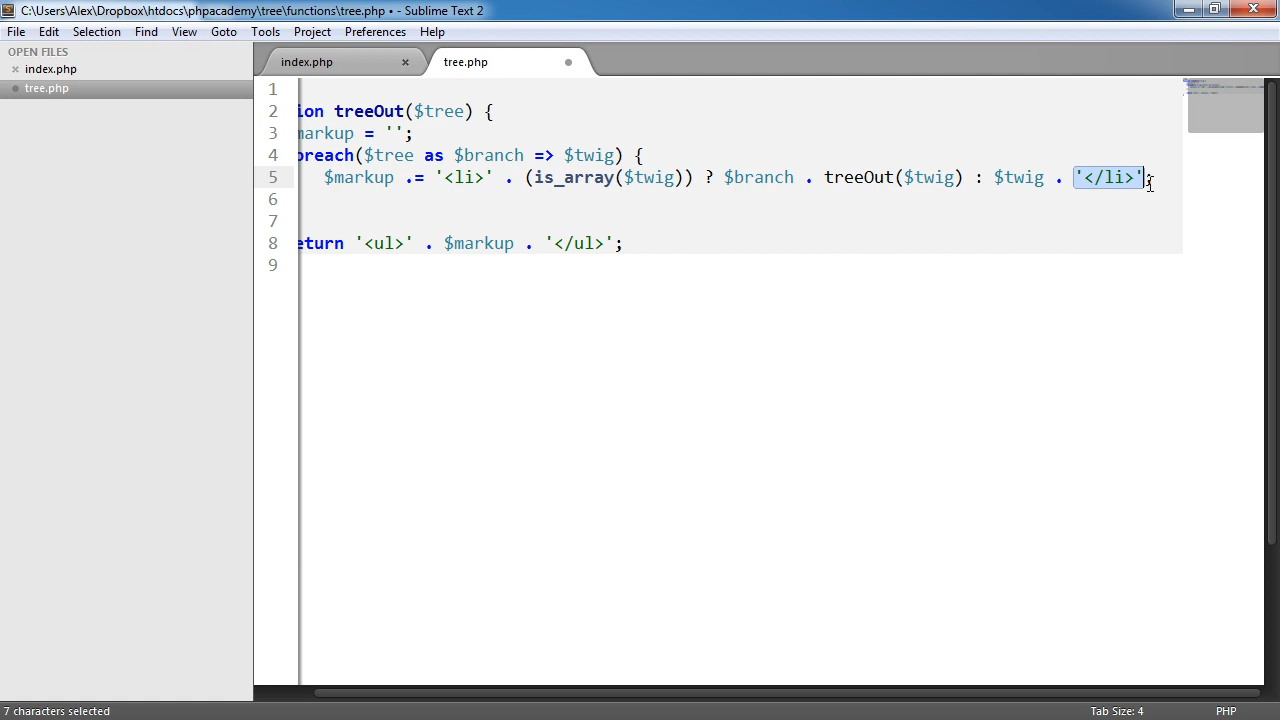 C:\Users\Alex\Dropbox\htdocs\phpacademy\tree\functions\tree.php • - Sublime Text 2
File Edit Selection Find View Goto Tools Project Preferences Help
OPEN FILES
index.php
tree.php
index.php tree.php
1
2 ion treeOut($tree) {
3 markup = '';
4 oreach($tree as $branch => $twig) {
5 $markup .= '<li>' . (is_array($twig)) ? $branch . treeOut($twig) : $twig . '</li>';
6
7
8 eturn '<ul>' . $markup . '</ul>';
9
7 characters selected Tab Size: 4 PHP